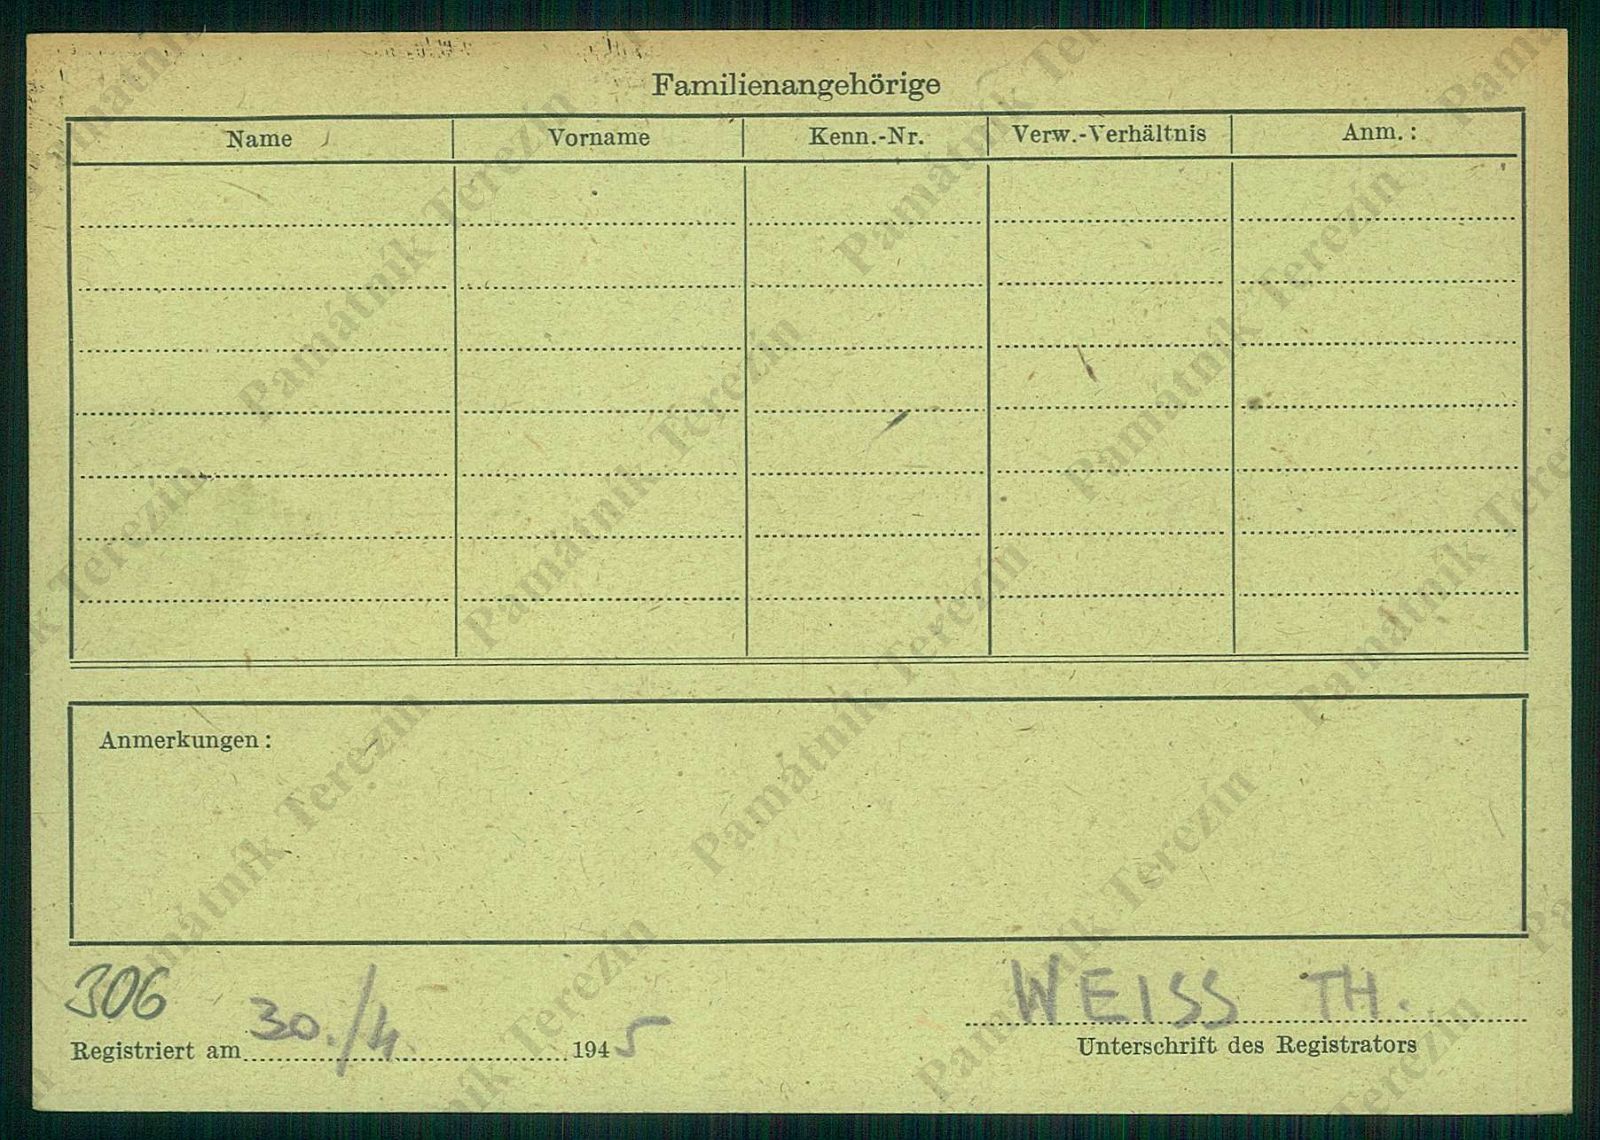 Familienangehörige
Name Vorname Kenn.-Nr. Verw.-Verhältnis Anm. :
Anmerkungen :
306 WEISS TH.
Registriert am 30./4. 1945 Unterschrift des Registrators
Památník Terezín